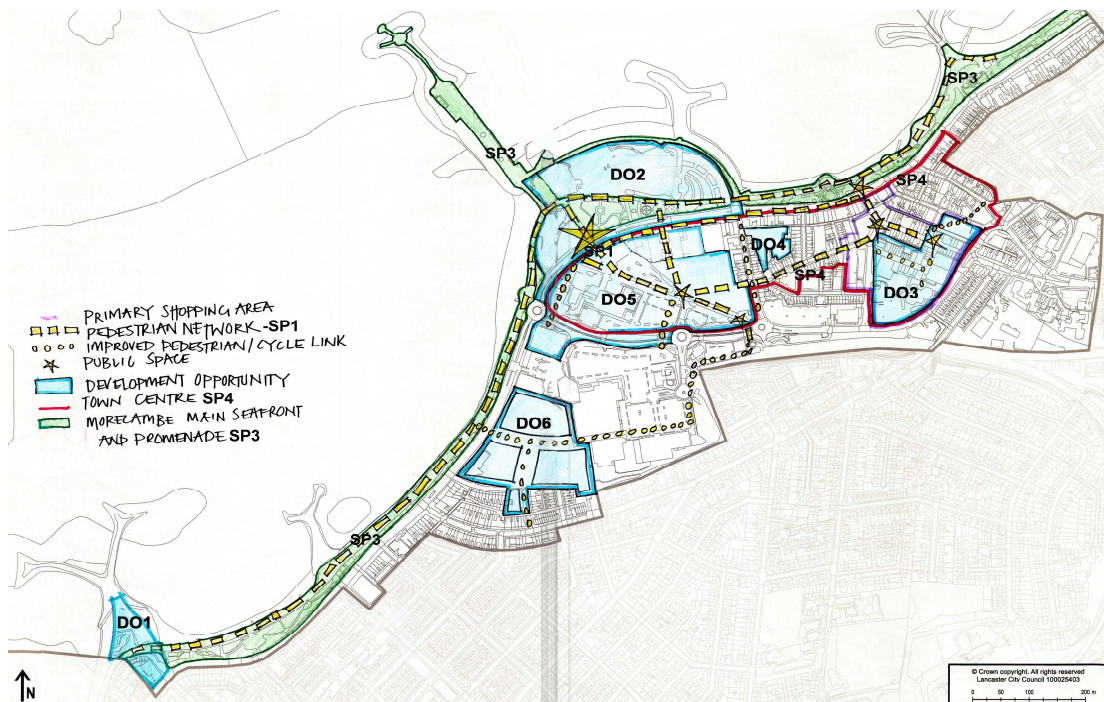 SP3
SP3
DO2
SP4
SP1
DO4
SP4
DO5
DO3
PRIMARY SHOPPING AREA
PEDESTRIAN NETWORK -SP1
IMPROVED PEDESTRIAN/CYCLE LINK
PUBLIC SPACE
DEVELOPMENT OPPORTUNITY
TOWN CENTRE SP4
MORECAMBE MAIN SEAFRONT
AND PROMENADE SP3
DO6
SP3
DO1
N
© Crown copyright. All rights reserved
Lancaster City Council 100025403
0 50 100 200 m